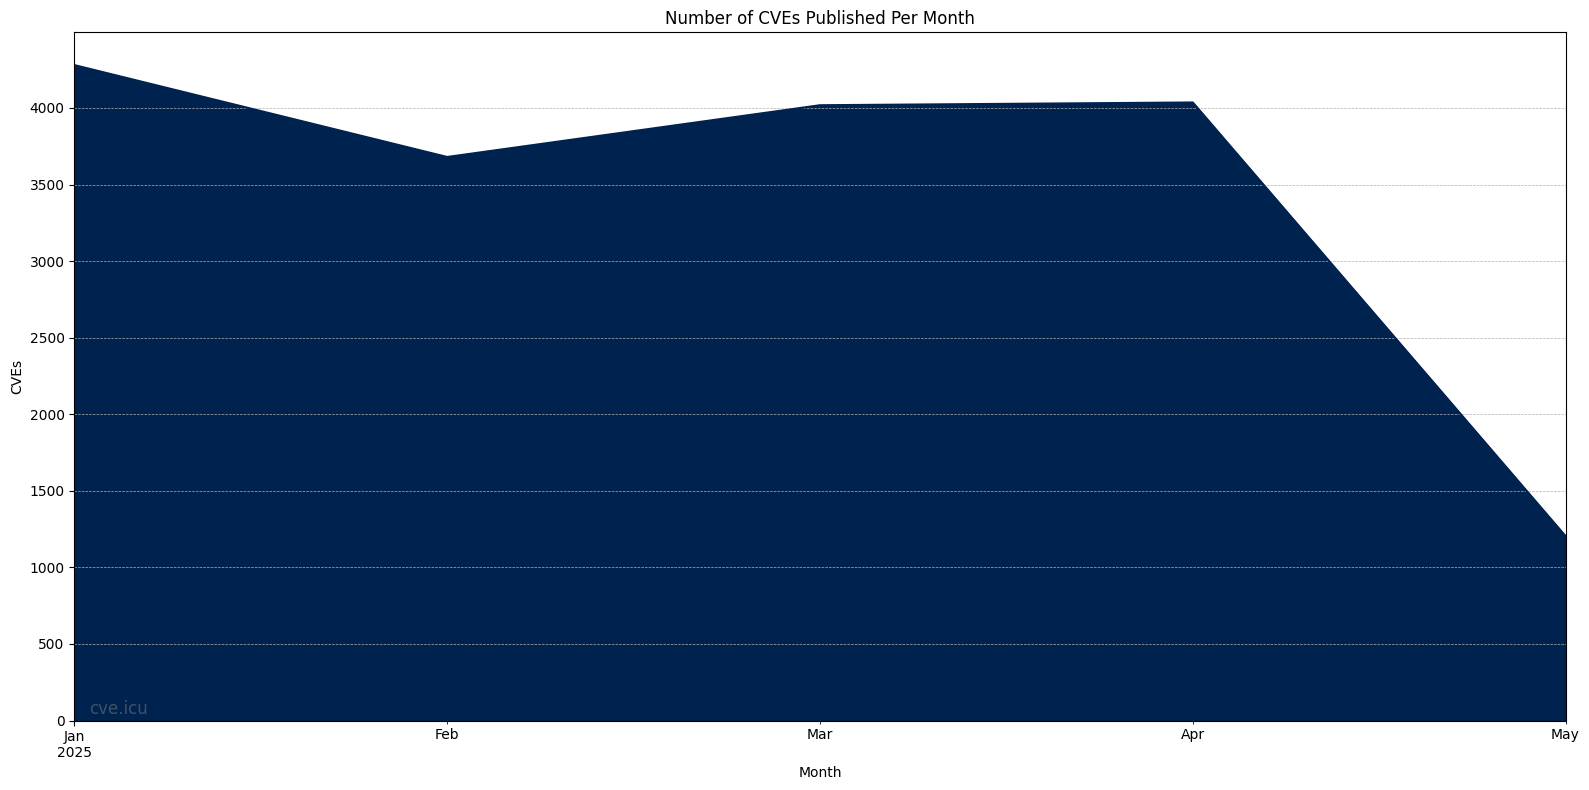 Number of CVEs Published Per Month
4000
3500
3000
2500
2000
1500
1000
500
0
CVEs
cve.icu
Jan Feb Mar Apr May
2025
Month